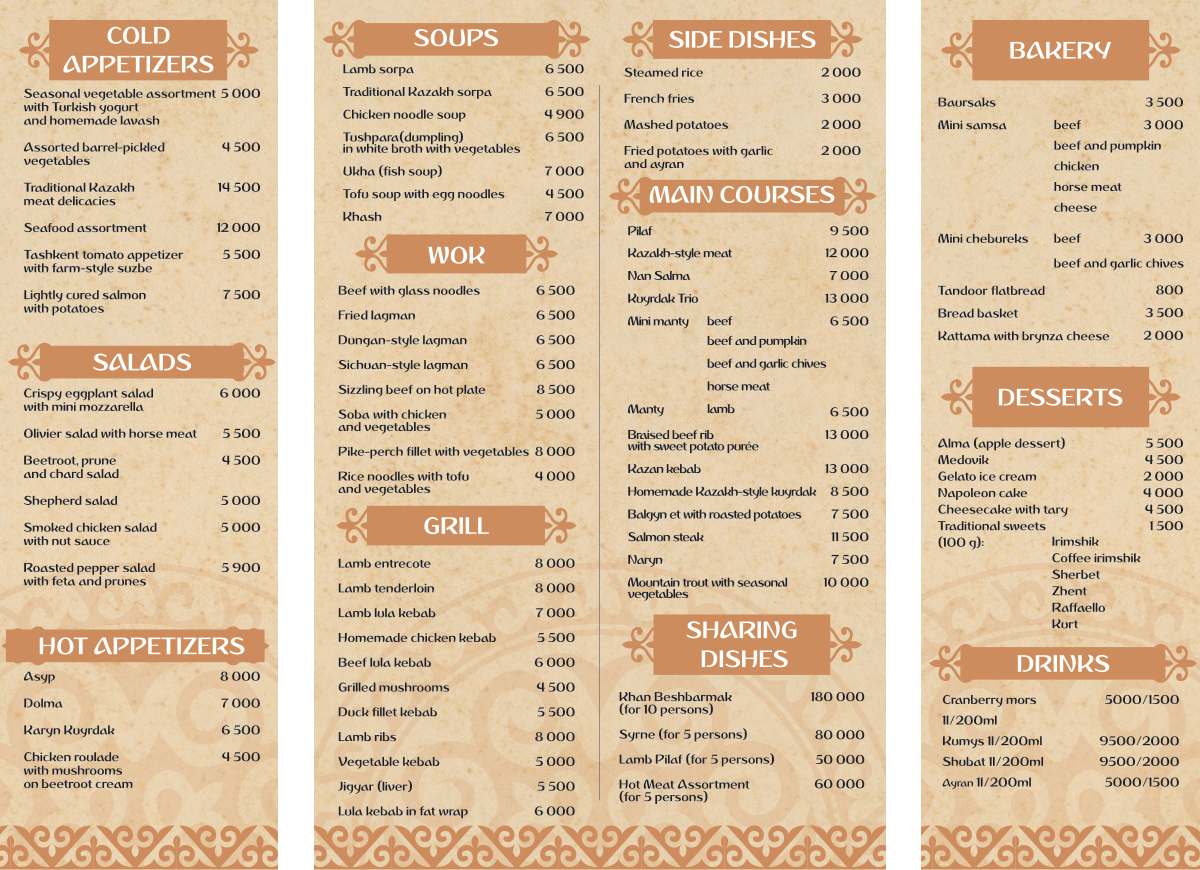 COLD
APPETIZERS
Seasonal vegetable assortment 5 000
with Turkish yogurt
and homemade lavash
Assorted barrel-pickled 4 500
vegetables
Traditional Kazakh 14 500
meat delicacies
Seafood assortment 12 000
Tashkent tomato appetizer 5 500
with farm-style suzbe
Lightly cured salmon 7 500
with potatoes
SALADS
Crispy eggplant salad 6 000
with mini mozzarella
Olivier salad with horse meat 5 500
Beetroot, prune 4 500
and chard salad
Shepherd salad 5 000
Smoked chicken salad 5 000
with nut sauce
Roasted pepper salad 5 900
with feta and prunes
HOT APPETIZERS
Asyp 8 000
Dolma 7 000
Karyn Kuyrdak 6 500
Chicken roulade 4 500
with mushrooms
on beetroot cream
SOUPS
Lamb sorpa 6 500
Traditional Kazakh sorpa 6 500
Chicken noodle soup 4 900
Tushpara(dumpling) 6 500
in white broth with vegetables
Ukha (fish soup) 7 000
Tofu soup with egg noodles 4 500
Khash 7 000
WOK
Beef with glass noodles 6 500
Fried lagman 6 500
Dungan-style lagman 6 500
Sichuan-style lagman 6 500
Sizzling beef on hot plate 8 500
Soba with chicken 5 000
and vegetables
Pike-perch fillet with vegetables 8 000
Rice noodles with tofu 4 000
and vegetables
GRILL
Lamb entrecote 8 000
Lamb tenderloin 8 000
Lamb lula kebab 7 000
Homemade chicken kebab 5 500
Beef lula kebab 6 000
Grilled mushrooms 4 500
Duck fillet kebab 5 500
Lamb ribs 8 000
Vegetable kebab 5 000
Jigyar (liver) 5 500
Lula kebab in fat wrap 6 000
SIDE DISHES
Steamed rice 2 000
French fries 3 000
Mashed potatoes 2 000
Fried potatoes with garlic 2 000
and ayran
MAIN COURSES
Pilaf 9 500
Kazakh-style meat 12 000
Nan Salma 7 000
Kuyrdak Trio 13 000
Mini manty beef 6 500
beef and pumpkin
beef and garlic chives
horse meat
Manty lamb 6 500
Braised beef rib 13 000
with sweet potato purée
Kazan kebab 13 000
Homemade Kazakh-style kuyrdak 8 500
Balqyn et with roasted potatoes 7 500
Salmon steak 11 500
Naryn 7 500
Mountain trout with seasonal 10 000
vegetables
SHARING
DISHES
Khan Beshbarmak 180 000
(for 10 persons)
Syrne (for 5 persons) 80 000
Lamb Pilaf (for 5 persons) 50 000
Hot Meat Assortment 60 000
(for 5 persons)
BAKERY
Baursaks 3 500
Mini samsa beef 3 000
beef and pumpkin
chicken
horse meat
cheese
Mini chebureks beef 3 000
beef and garlic chives
Tandoor flatbread 800
Bread basket 3 500
Kattama with brynza cheese 2 000
DESSERTS
Alma (apple dessert) 5 500
Medovik 4 500
Gelato ice cream 2 000
Napoleon cake 4 000
Cheesecake with tary 4 500
Traditional sweets 1 500
(100 g): Irimshik
Coffee irimshik
Sherbet
Zhent
Raffaello
Kurt
DRINKS
Cranberry mors 5000/1500
1l/200ml
Kumys 1l/200ml 9500/2000
Shubat 1l/200ml 9500/2000
Ayran 1l/200ml 5000/1500